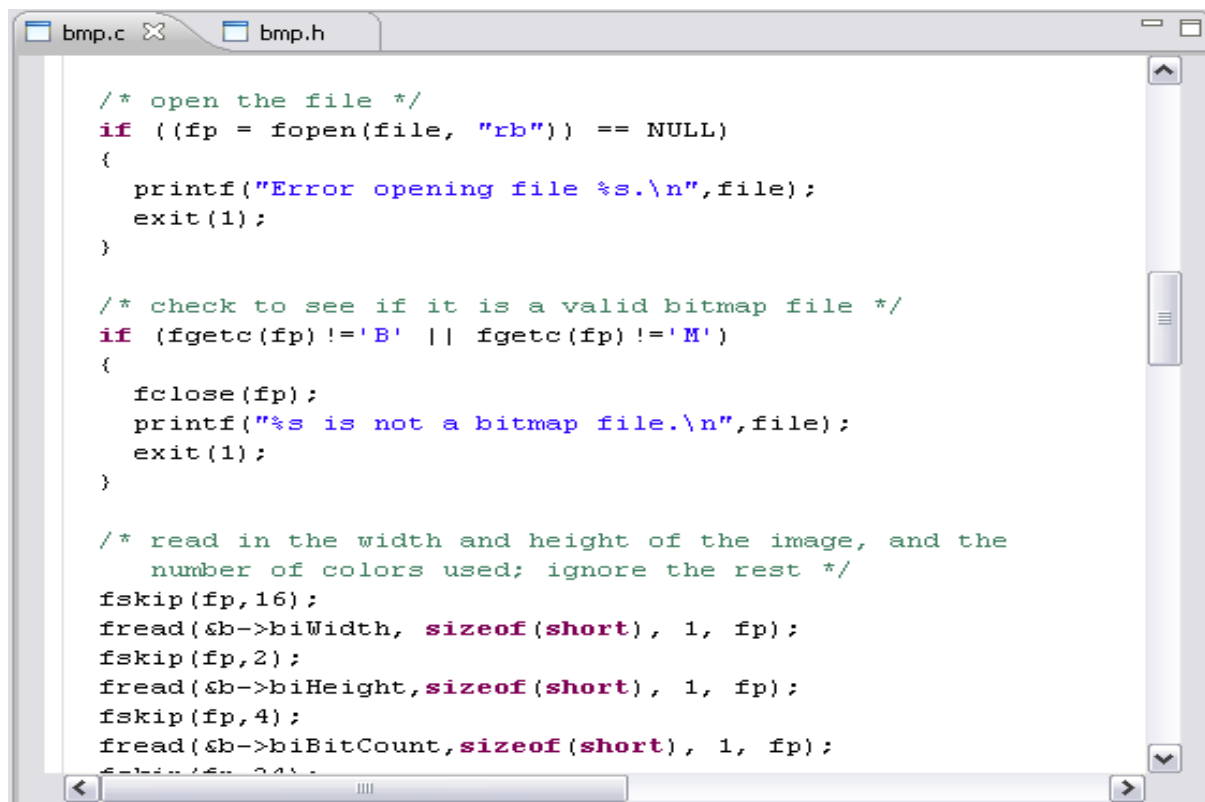 bmp.c bmp.h
/* open the file */
if ((fp = fopen(file, "rb")) == NULL)
{
printf("Error opening file %s.\n",file);
exit(1);
}
/* check to see if it is a valid bitmap file */
if (fgetc(fp)!='B' || fgetc(fp)!='M')
{
fclose(fp);
printf("%s is not a bitmap file.\n",file);
exit(1);
}
/* read in the width and height of the image, and the
number of colors used; ignore the rest */
fskip(fp,16);
fread(&b->biWidth, sizeof(short), 1, fp);
fskip(fp,2);
fread(&b->biHeight,sizeof(short), 1, fp);
fskip(fp,4);
fread(&b->biBitCount,sizeof(short), 1, fp);